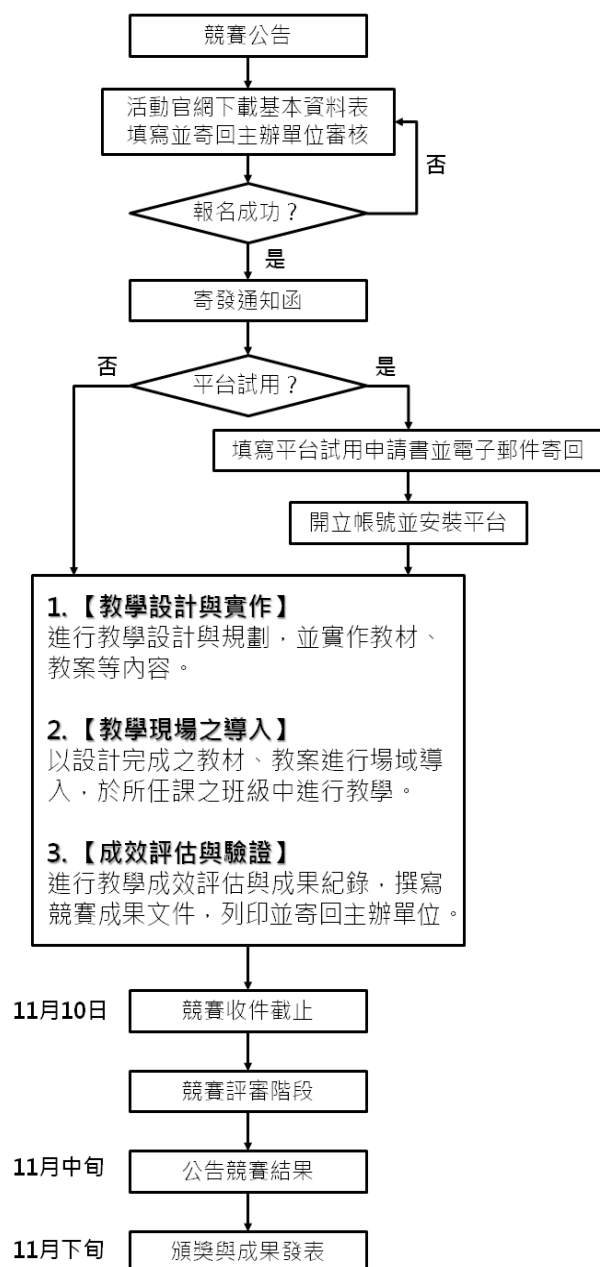 競賽公告
活動官網下載基本資料表
填寫並寄回主辦單位審核
否
報名成功？
是
寄發通知函
否
平台試用？
是
填寫平台試用申請書並電子郵件寄回
開立帳號並安裝平台
1.【教學設計與實作】
進行教學設計與規劃，並實作教材、
教案等內容。
2.【教學現場之導入】
以設計完成之教材、教案進行場域導
入，於所任課之班級中進行教學。
3.【成效評估與驗證】
進行教學成效評估與成果紀錄，撰寫
競賽成果文件，列印並寄回主辦單位。
11月10日
競賽收件截止
競賽評審階段
11月中旬
公告競賽結果
11月下旬
頒獎與成果發表